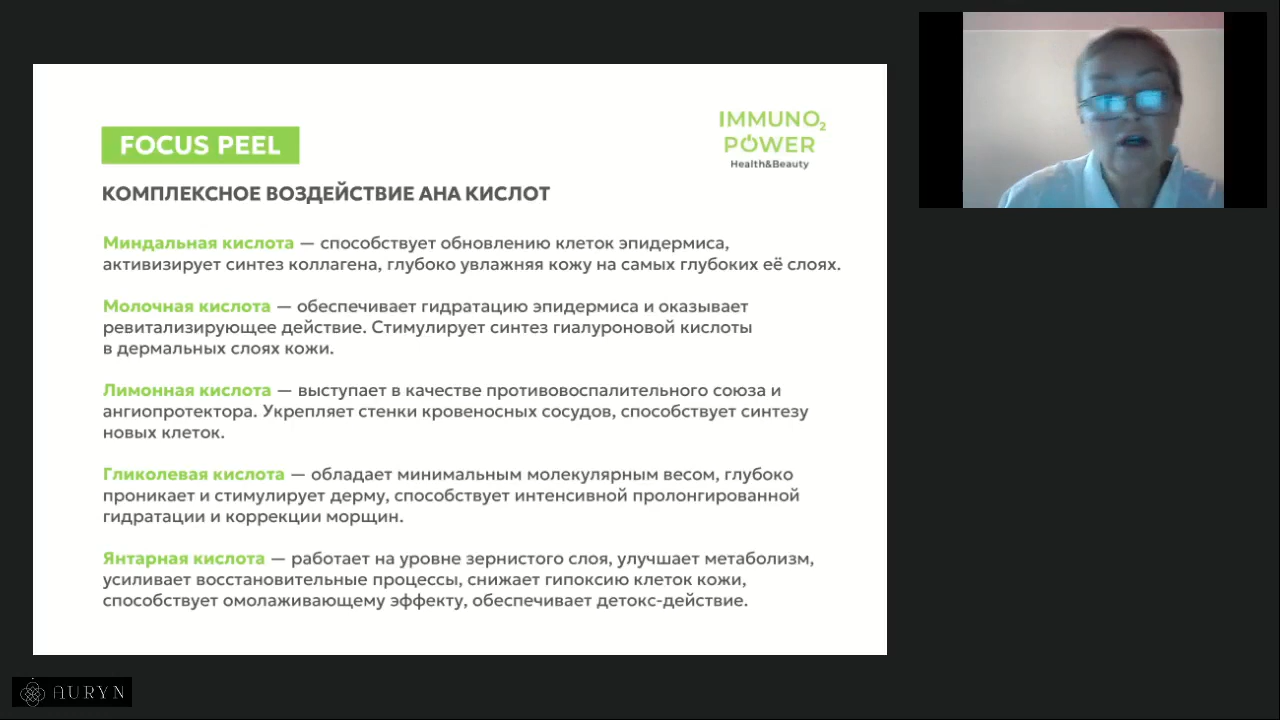 FOCUS PEEL
IMMUNO₂
POWER
Health&Beauty
КОМПЛЕКСНОЕ ВОЗДЕЙСТВИЕ АНА КИСЛОТ
Миндальная кислота — способствует обновлению клеток эпидермиса,
активизирует синтез коллагена, глубоко увлажняя кожу на самых глубоких её слоях.
Молочная кислота — обеспечивает гидратацию эпидермиса и оказывает
ревитализирующее действие. Стимулирует синтез гиалуроновой кислоты
в дермальных слоях кожи.
Лимонная кислота — выступает в качестве противовоспалительного союза и
ангиопротектора. Укрепляет стенки кровеносных сосудов, способствует синтезу
новых клеток.
Гликолевая кислота — обладает минимальным молекулярным весом, глубоко
проникает и стимулирует дерму, способствует интенсивной пролонгированной
гидратации и коррекции морщин.
Янтарная кислота — работает на уровне зернистого слоя, улучшает метаболизм,
усиливает восстановительные процессы, снижает гипоксию клеток кожи,
способствует омолаживающему эффекту, обеспечивает детокс-действие.
AURYN